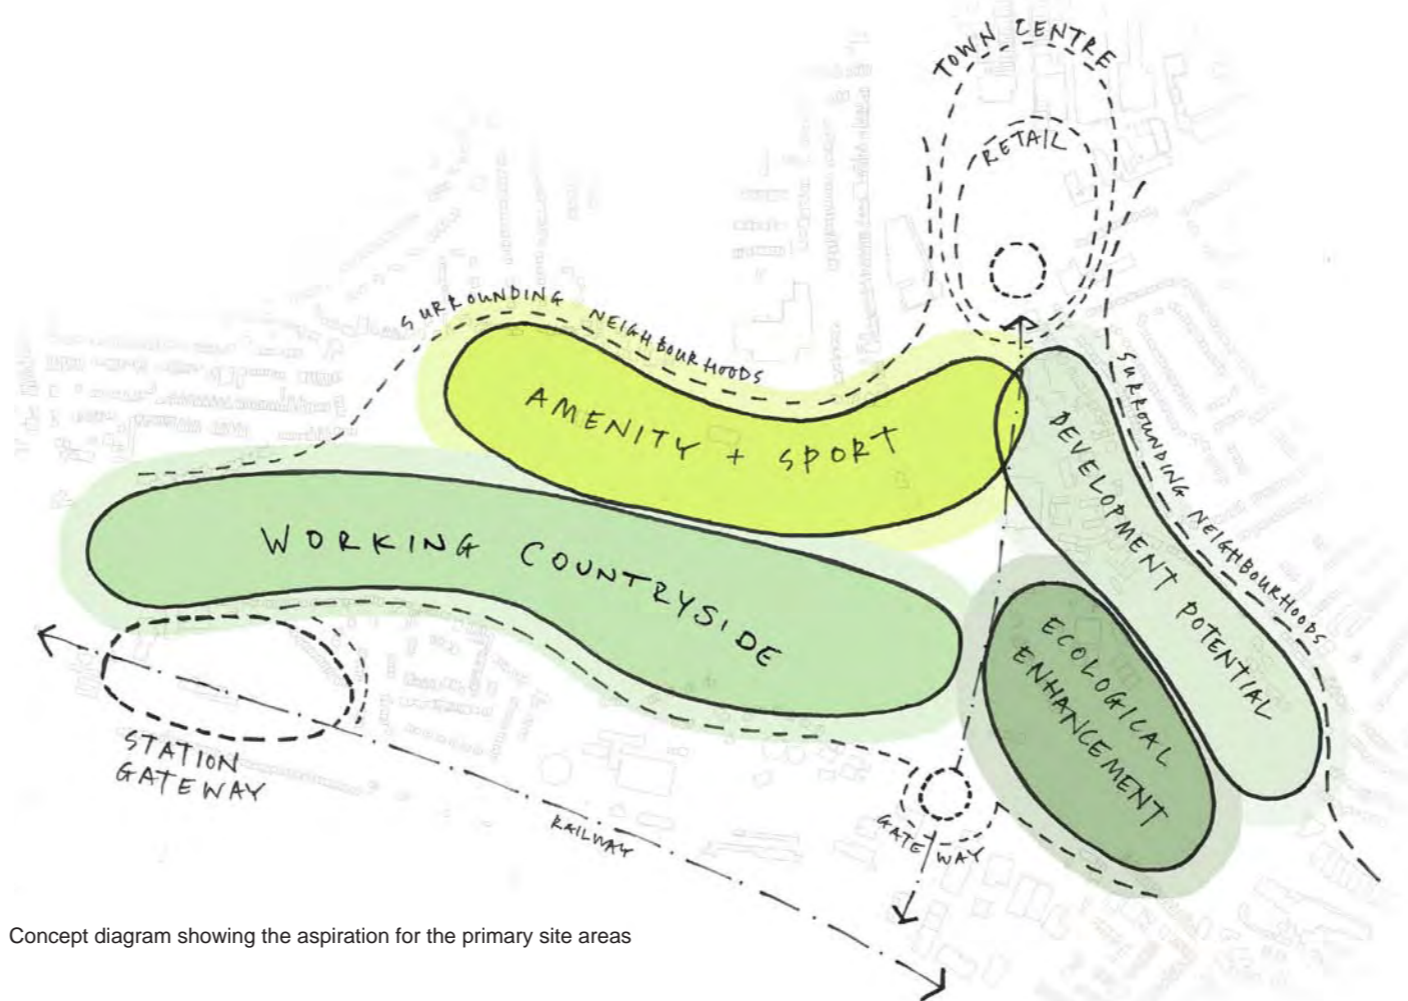 TOWN CENTRE
RETAIL
SURROUNDING NEIGHBOURHOODS
AMENITY + SPORT
SURROUNDING NEIGHBOURHOODS
DEVELOPMENT POTENTIAL
WORKING COUNTRYSIDE
ECOLOGICAL
ENHANCEMENT
STATION
GATEWAY
RAILWAY
GATEWAY
Concept diagram showing the aspiration for the primary site areas